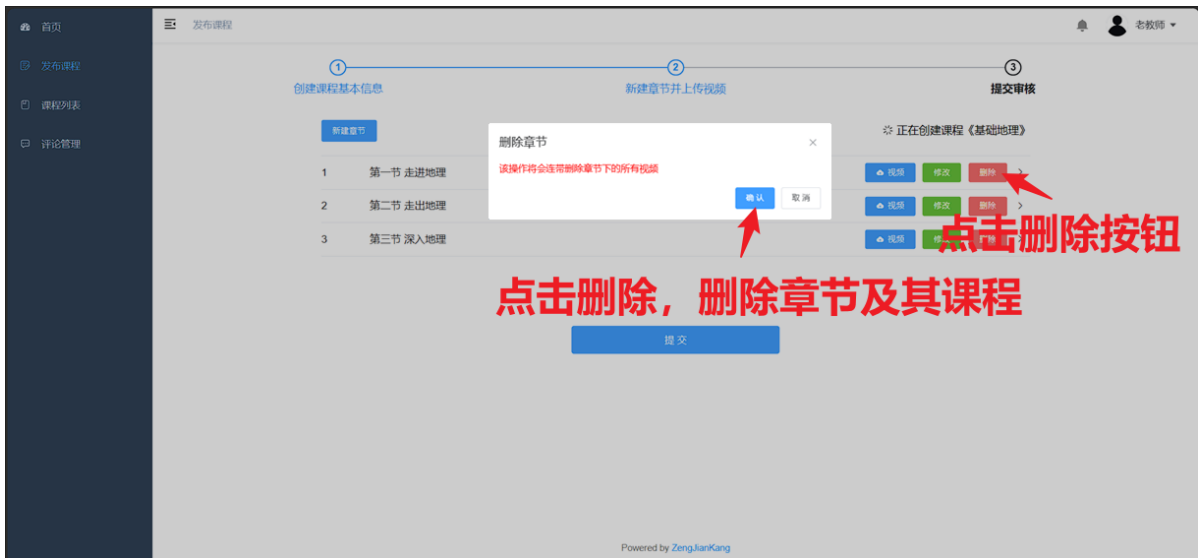 首页
发布课程
老教师
发布课程
1
2
3
创建课程基本信息
新建章节并上传视频
提交审核
课程列表
新建章节
正在创建课程《基础地理》
评论管理
删除章节
该操作将会连带删除章节下的所有视频
1 第一节 走进地理
视频 修改 删除
确认 取消
2 第二节 走出地理
视频 修改 删除
点击删除按钮
3 第三节 深入地理
视频
点击删除，删除章节及其课程
提交
Powered by ZengJianKang